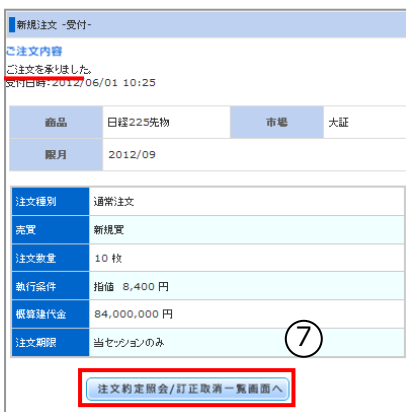 新規注文 -受付-
ご注文内容
ご注文を承りました。
受付日時:2012/06/01 10:25
商品 日経225先物 市場 大証
限月 2012/09
注文種別 通常注文
売買 新規買
注文数量 10 枚
執行条件 指値 8,400 円
概算建代金 84,000,000 円
注文期限 当セッションのみ
⑦
注文約定照会/訂正取消一覧画面へ